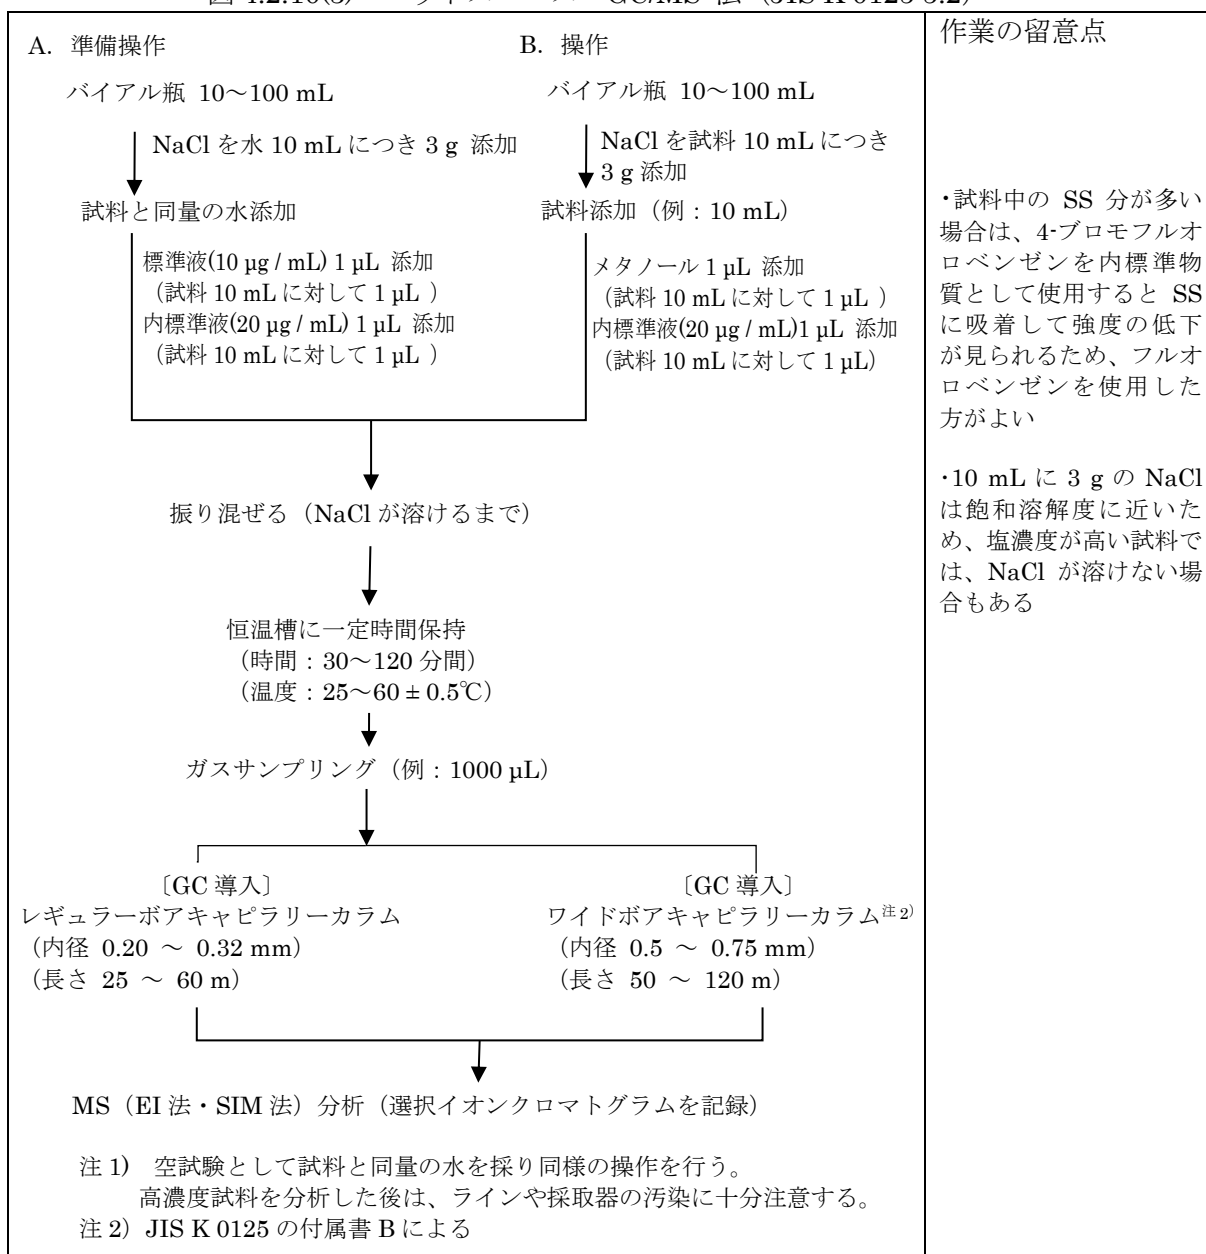 A. 準備操作
バイアル瓶 10～100 mL
NaCl を水 10 mL につき 3 g 添加
試料と同量の水添加
標準液(10 µg / mL) 1 µL 添加
（試料 10 mL に対して 1 µL ）
内標準液(20 µg / mL) 1 µL 添加
（試料 10 mL に対して 1 µL ）
B. 操作
バイアル瓶 10～100 mL
NaCl を試料 10 mL につき
3 g 添加
試料添加（例：10 mL）
メタノール 1 µL 添加
（試料 10 mL に対して 1 µL ）
内標準液(20 µg / mL)1 µL 添加
（試料 10 mL に対して 1 µL）
振り混ぜる（NaCl が溶けるまで）
恒温槽に一定時間保持
（時間：30～120 分間）
（温度：25～60 ± 0.5℃）
ガスサンプリング（例：1000 µL）
〔GC 導入〕
レギュラーボアキャピラリーカラム
（内径 0.20 ～ 0.32 mm）
（長さ 25 ～ 60 m）
〔GC 導入〕
ワイドボアキャピラリーカラム注 2)
（内径 0.5 ～ 0.75 mm）
（長さ 50 ～ 120 m）
MS（EI 法・SIM 法）分析（選択イオンクロマトグラムを記録）
注 1) 空試験として試料と同量の水を採り同様の操作を行う。
高濃度試料を分析した後は、ラインや採取器の汚染に十分注意する。
注 2) JIS K 0125 の付属書 B による
作業の留意点
・試料中の SS 分が多い
場合は、4-ブロモフルオ
ロベンゼンを内標準物
質として使用すると SS
に吸着して強度の低下
が見られるため、フルオ
ロベンゼンを使用した
方がよい
・10 mL に 3 g の NaCl
は飽和溶解度に近いた
め、塩濃度が高い試料で
は、NaCl が溶けない場
合もある